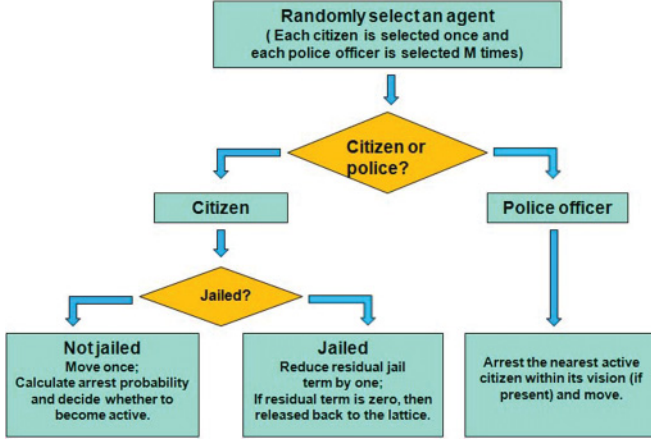 Randomly select an agent
( Each citizen is selected once and
each police officer is selected M times)
Citizen or
police?
Citizen
Police officer
Jailed?
Not jailed
Move once;
Calculate arrest probability
and decide whether to
become active.
Jailed
Reduce residual jail
term by one;
If residual term is zero, then
released back to the lattice.
Arrest the nearest active
citizen within its vision (if
present) and move.